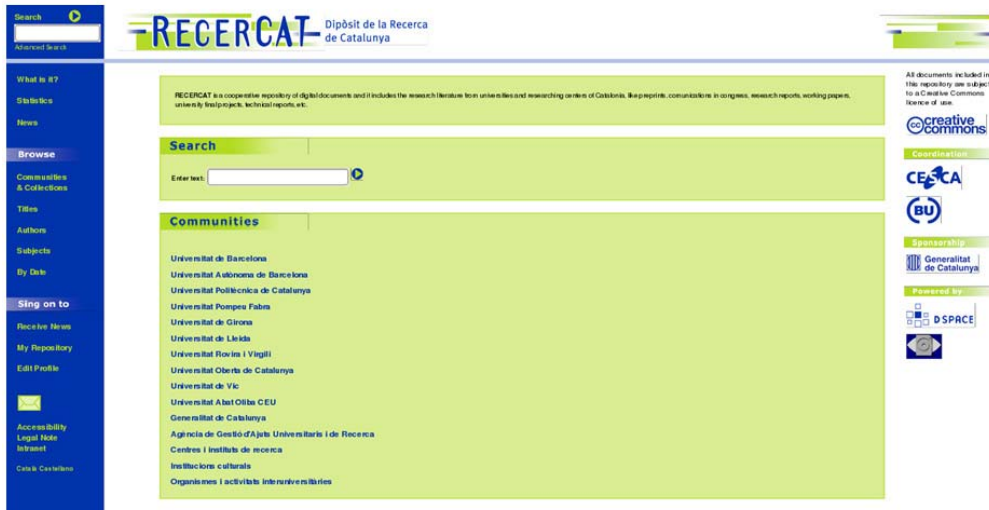 Search
Advanced Search
RECERCAT
Dipòsit de la Recerca
de Catalunya
What is it?
Statistics
News
Browse
Communities
& Collections
Titles
Authors
Subjects
By Date
Sing on to
Receive News
My Repository
Edit Profile
Accessibility
Legal Note
Intranet
Català Castellano
RECERCAT is a cooperative repository of digital documents and it includes the research literature from universities and researching centers of Catalonia, like preprints, comunications in congress, research reports, working papers,
university final projects, technical reports, etc.
Search
Enter text:
Communities
Universitat de Barcelona
Universitat Autònoma de Barcelona
Universitat Politècnica de Catalunya
Universitat Pompeu Fabra
Universitat de Girona
Universitat de Lleida
Universitat Rovira i Virgili
Universitat Oberta de Catalunya
Universitat de Vic
Universitat Abat Oliba CEU
Generalitat de Catalunya
Agència de Gestió d'Ajuts Universitaris i de Recerca
Centres i instituts de recerca
Institucions culturals
Organismes i activitats interuniversitàries
All documents included in
this repository are subject
to a Creative Commons
licence of use.
cc creative
commons
Coordination
CESCA
BU
Sponsorship
Generalitat
de Catalunya
Powered by
DSPACE